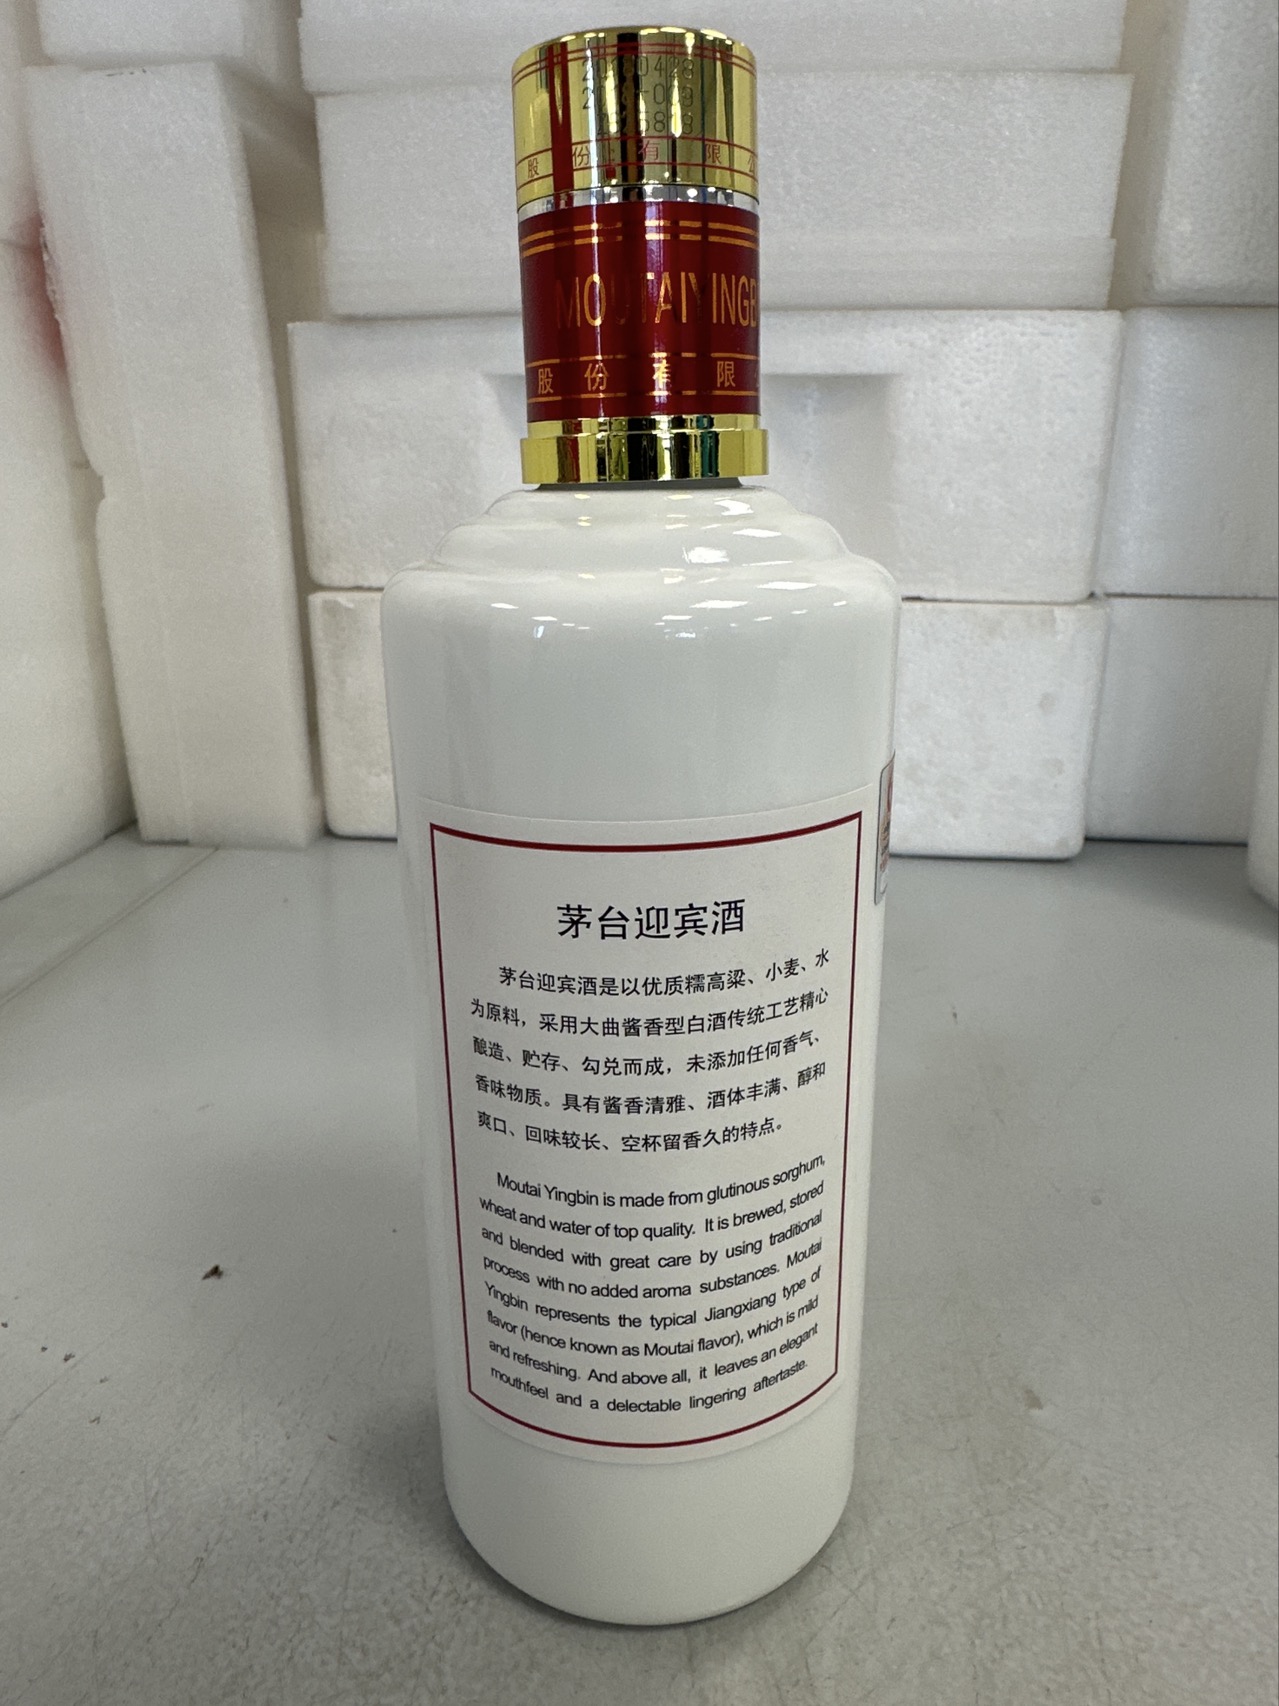 股份有限公
MOUTAIYINGB
股份有限
茅台迎宾酒
茅台迎宾酒是以优质糯高粱、小麦、水
为原料，采用大曲酱香型白酒传统工艺精心
酿造、贮存、勾兑而成，未添加任何香气、
香味物质。具有酱香清雅、酒体丰满、醇和
爽口、回味较长、空杯留香久的特点。
Moutai Yingbin is made from glutinous sorghum,
wheat and water of top quality. It is brewed, stored
and blended with great care by using traditional
process with no added aroma substances. Moutai
Yingbin represents the typical Jiangxiang type of
flavor (hence known as Moutai flavor), which is mild
and refreshing. And above all, it leaves an elegant
mouthfeel and a delectable lingering aftertaste.